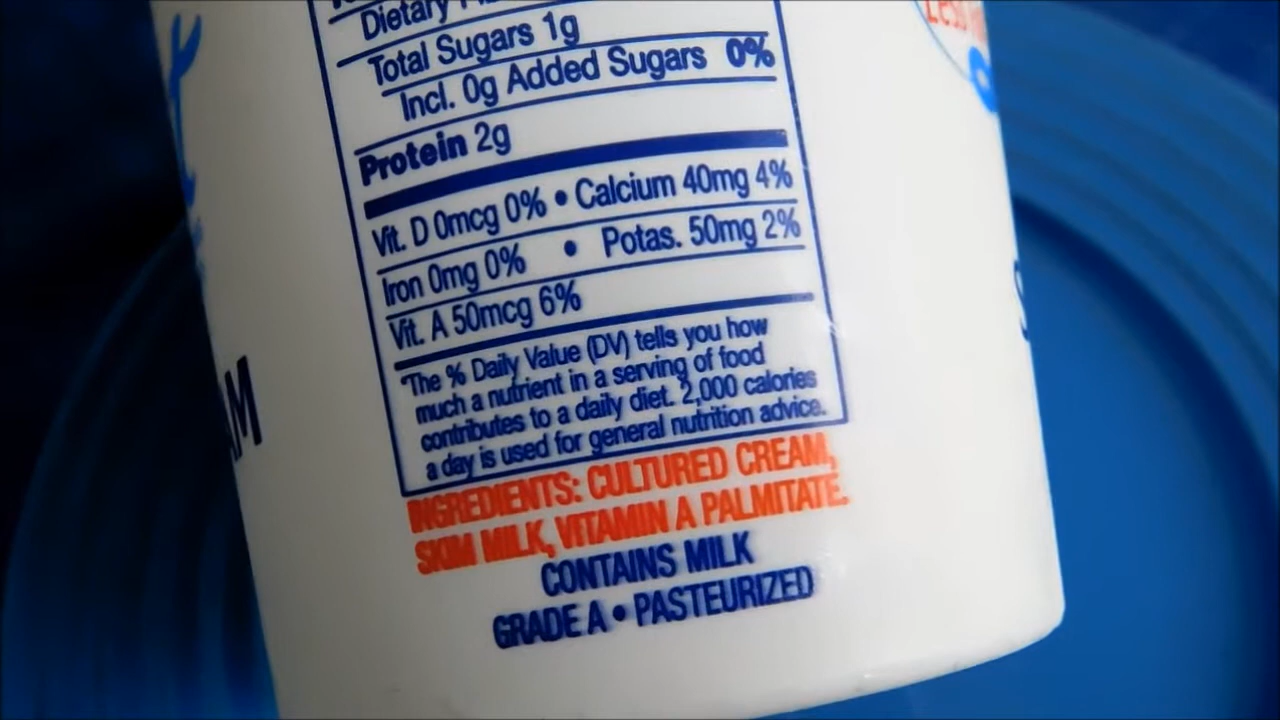 Dietary
Total Sugars 1g
Incl. 0g Added Sugars 0%
Protein 2g
Vit. D 0mcg 0% • Calcium 40mg 4%
Iron 0mg 0% • Potas. 50mg 2%
Vit. A 50mcg 6%
*The % Daily Value (DV) tells you how
much a nutrient in a serving of food
contributes to a daily diet. 2,000 calories
a day is used for general nutrition advice.
INGREDIENTS: CULTURED CREAM,
SKIM MILK, VITAMIN A PALMITATE.
CONTAINS MILK
GRADE A • PASTEURIZED